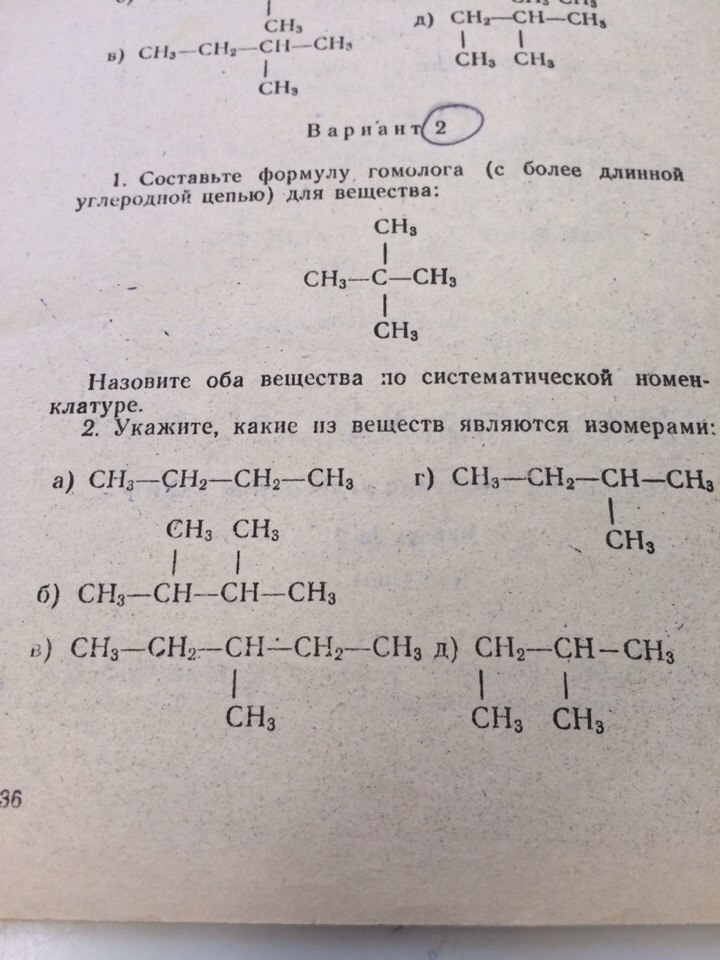 CH₃ CH₃
|
CH₃
д) CH₂—CH—CH₃
| |
CH₃ CH₃
в) CH₃—CH₂—CH—CH₃
|
CH₃
Вариант 2
1. Составьте формулу гомолога (с более длинной
углеродной цепью) для вещества:
CH₃
|
CH₃—C—CH₃
|
CH₃
Назовите оба вещества по систематической номен-
клатуре.
2. Укажите, какие из веществ являются изомерами:
а) CH₃—CH₂—CH₂—CH₃
г) CH₃—CH₂—CH—CH₃
|
CH₃
CH₃ CH₃
| |
б) CH₃—CH—CH—CH₃
в) CH₃—CH₂—CH—CH₂—CH₃
|
CH₃
д) CH₂—CH—CH₃
| |
CH₃ CH₃
36